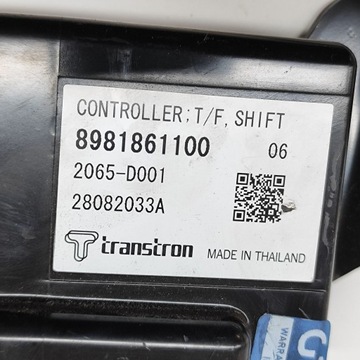 CONTROLLER;T/F,SHIFT
8981861100 06
2065-D001
28082033A
transtron MADE IN THAILAND